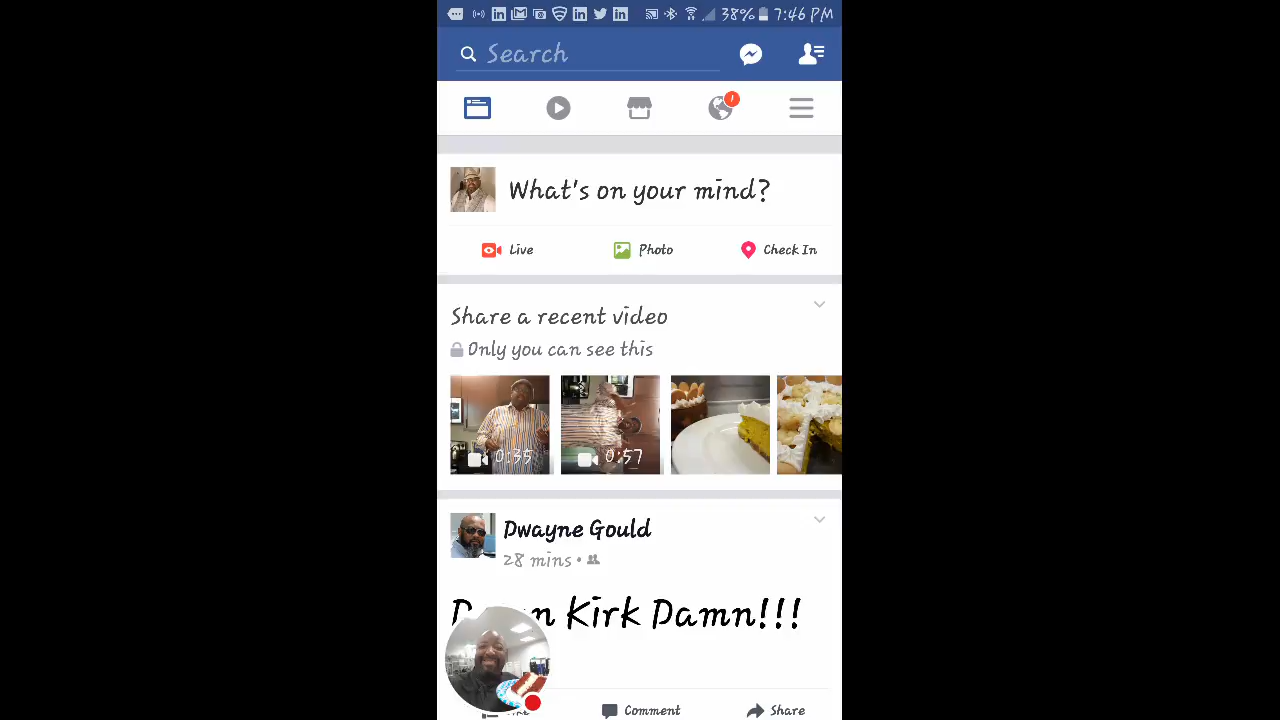 38% 7:46 PM
Search
What's on your mind?
Live Photo Check In
Share a recent video
Only you can see this
0:35 0:57
Dwayne Gould
28 mins •
Kirk Damn!!!
Comment Share